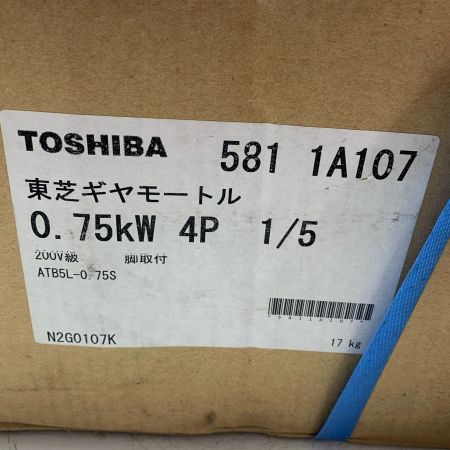 TOSHIBA 581 1A107
東芝ギヤモートル
0.75kW 4P 1/5
200V級 脚取付
ATB5L-0.75S
N2G0107K 17 kg